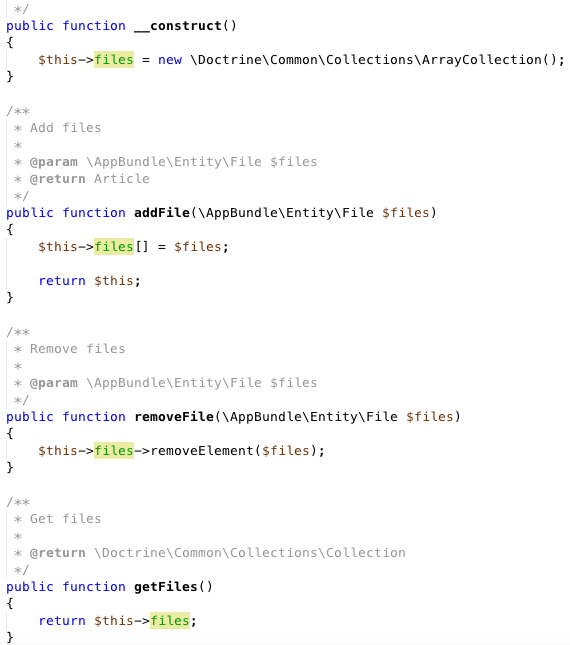 */
public function __construct()
{
    $this->files = new \Doctrine\Common\Collections\ArrayCollection();
}

/**
 * Add files
 *
 * @param \AppBundle\Entity\File $files
 * @return Article
 */
public function addFile(\AppBundle\Entity\File $files)
{
    $this->files[] = $files;

    return $this;
}

/**
 * Remove files
 *
 * @param \AppBundle\Entity\File $files
 */
public function removeFile(\AppBundle\Entity\File $files)
{
    $this->files->removeElement($files);
}

/**
 * Get files
 *
 * @return \Doctrine\Common\Collections\Collection
 */
public function getFiles()
{
    return $this->files;
}